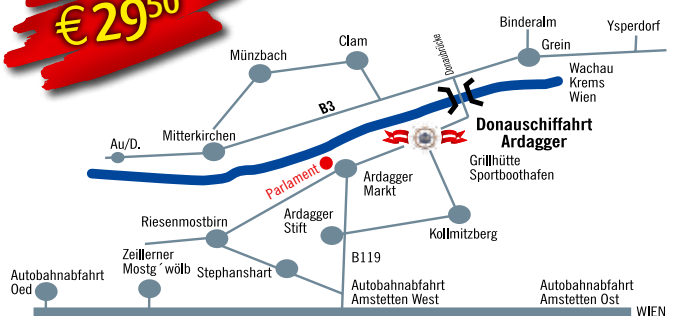 € 29⁵⁰
Binderalm
Ysperdorf
Grein
Clam
Münzbach
Donaubrücke
Wachau
Krems
Wien
B3
Mitterkirchen
Au/D.
Donauschiffahrt
Ardagger
Grillhütte
Sportboothafen
Parlament
Ardagger
Markt
Ardagger
Stift
Riesenmostbirn
Kollmitzberg
Zeillerner
Mostg´wölb
Stephanshart
B119
Autobahnabfahrt
Oed
Autobahnabfahrt
Amstetten West
Autobahnabfahrt
Amstetten Ost
WIEN